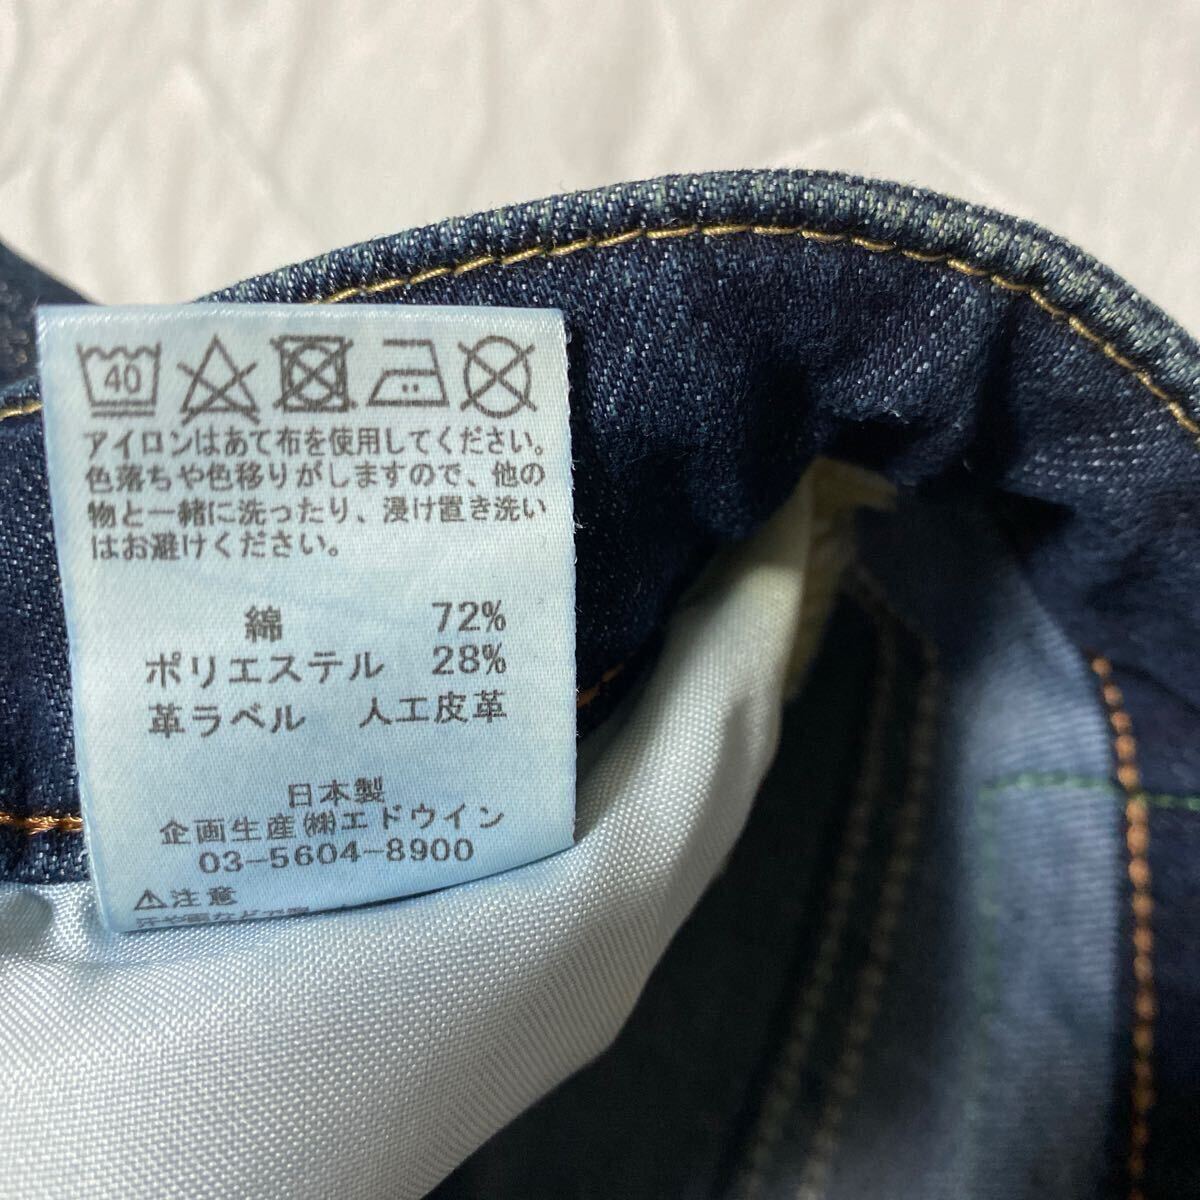 40
アイロンはあて布を使用してください。
色落ちや色移りがしますので、他の
物と一緒に洗ったり、浸け置き洗い
はお避けください。
綿 72%
ポリエステル 28%
革ラベル 人工皮革
日本製
企画生産㈱エドウイン
03-5604-8900
⚠注意